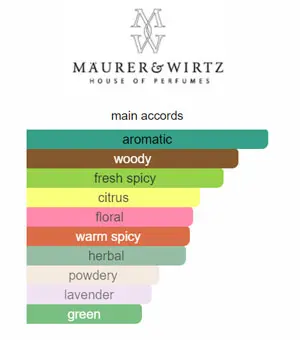 MÄURER&WIRTZ
HOUSE OF PERFUMES
main accords
aromatic
woody
fresh spicy
citrus
floral
warm spicy
herbal
powdery
lavender
green